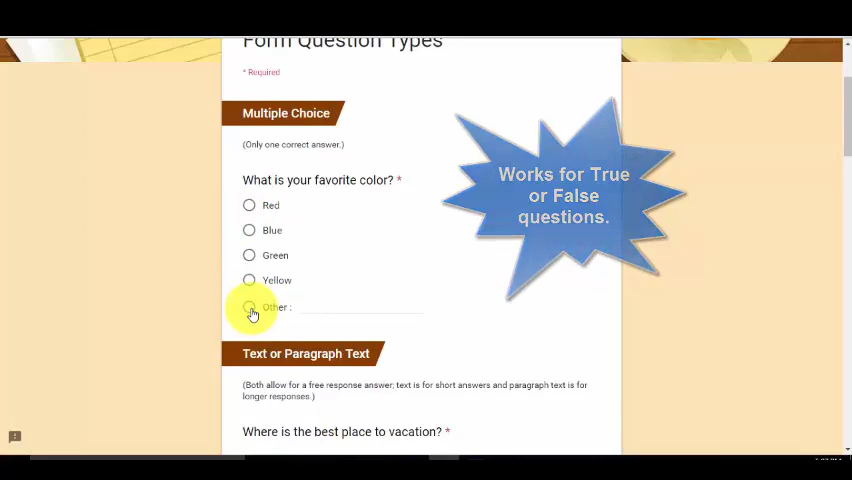 Form Question Types
* Required
Multiple Choice
(Only one correct answer.)
What is your favorite color? *
Red
Blue
Green
Yellow
Other :
Works for True
or False
questions.
Text or Paragraph Text
(Both allow for a free response answer; text is for short answers and paragraph text is for
longer responses.)
Where is the best place to vacation? *